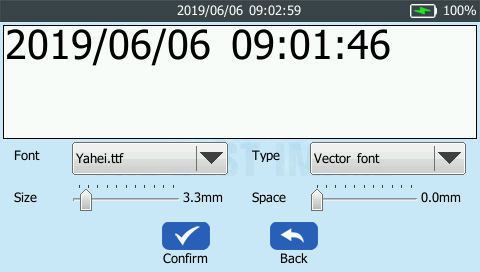 2019/06/06 09:02:59 100%
2019/06/06 09:01:46
Font Yahei.ttf Type Vector font
Size 3.3mm Space 0.0mm
Confirm Back